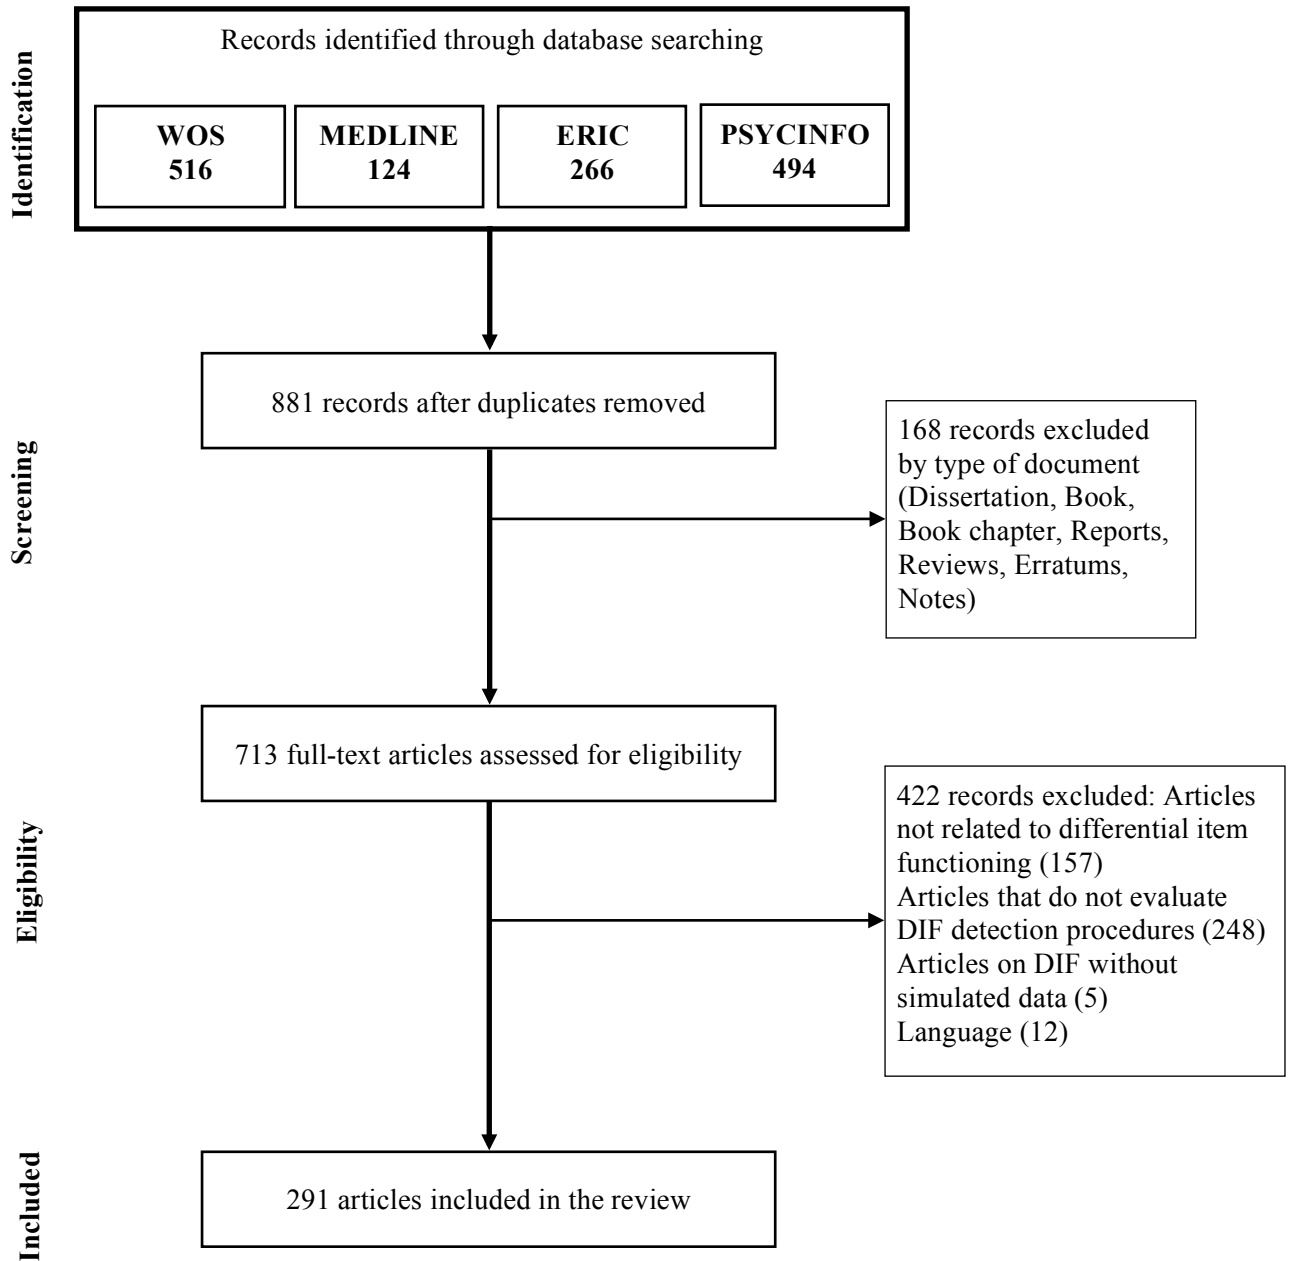 Identification
Records identified through database searching
WOS
516
MEDLINE
124
ERIC
266
PSYCINFO
494
Screening
881 records after duplicates removed
168 records excluded
by type of document
(Dissertation, Book,
Book chapter, Reports,
Reviews, Erratums,
Notes)
Eligibility
713 full-text articles assessed for eligibility
422 records excluded: Articles
not related to differential item
functioning (157)
Articles that do not evaluate
DIF detection procedures (248)
Articles on DIF without
simulated data (5)
Language (12)
Included
291 articles included in the review